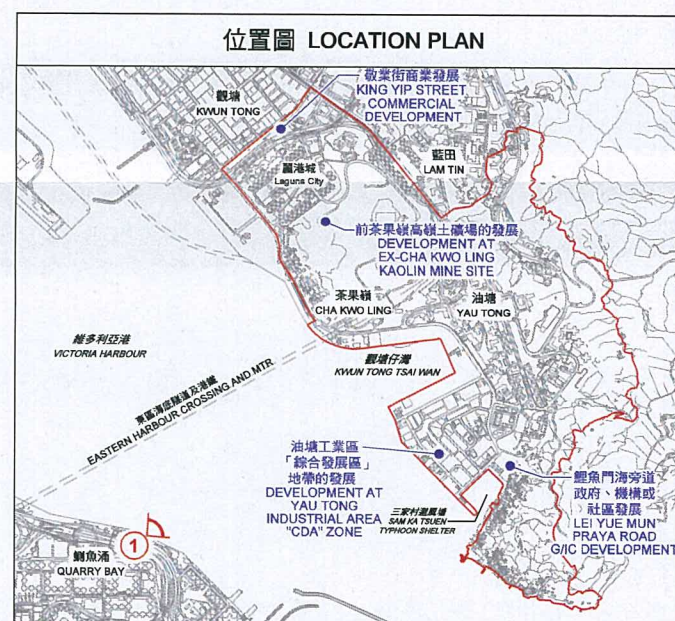 位置圖 LOCATION PLAN
敬業街商業發展
KING YIP STREET
COMMERCIAL
DEVELOPMENT
觀塘
KWUN TONG
藍田
LAM TIN
麗港城
Laguna City
前茶果嶺高嶺土礦場的發展
DEVELOPMENT AT
EX-CHA KWO LING
KAOLIN MINE SITE
茶果嶺
CHA KWO LING
油塘
YAU TONG
維多利亞港
VICTORIA HARBOUR
觀塘仔灣
KWUN TONG TSAI WAN
東區海底隧道及港鐵
EASTERN HARBOUR CROSSING AND MTR
油塘工業區
「綜合發展區」
地帶的發展
DEVELOPMENT AT
YAU TONG
INDUSTRIAL AREA
"CDA" ZONE
三家村避風塘
SAM KA TSUEN
TYPHOON SHELTER
鯉魚門海旁道
政府、機構或
社區發展
LEI YUE MUN
PRAYA ROAD
G/IC DEVELOPMENT
1
鰂魚涌
QUARRY BAY